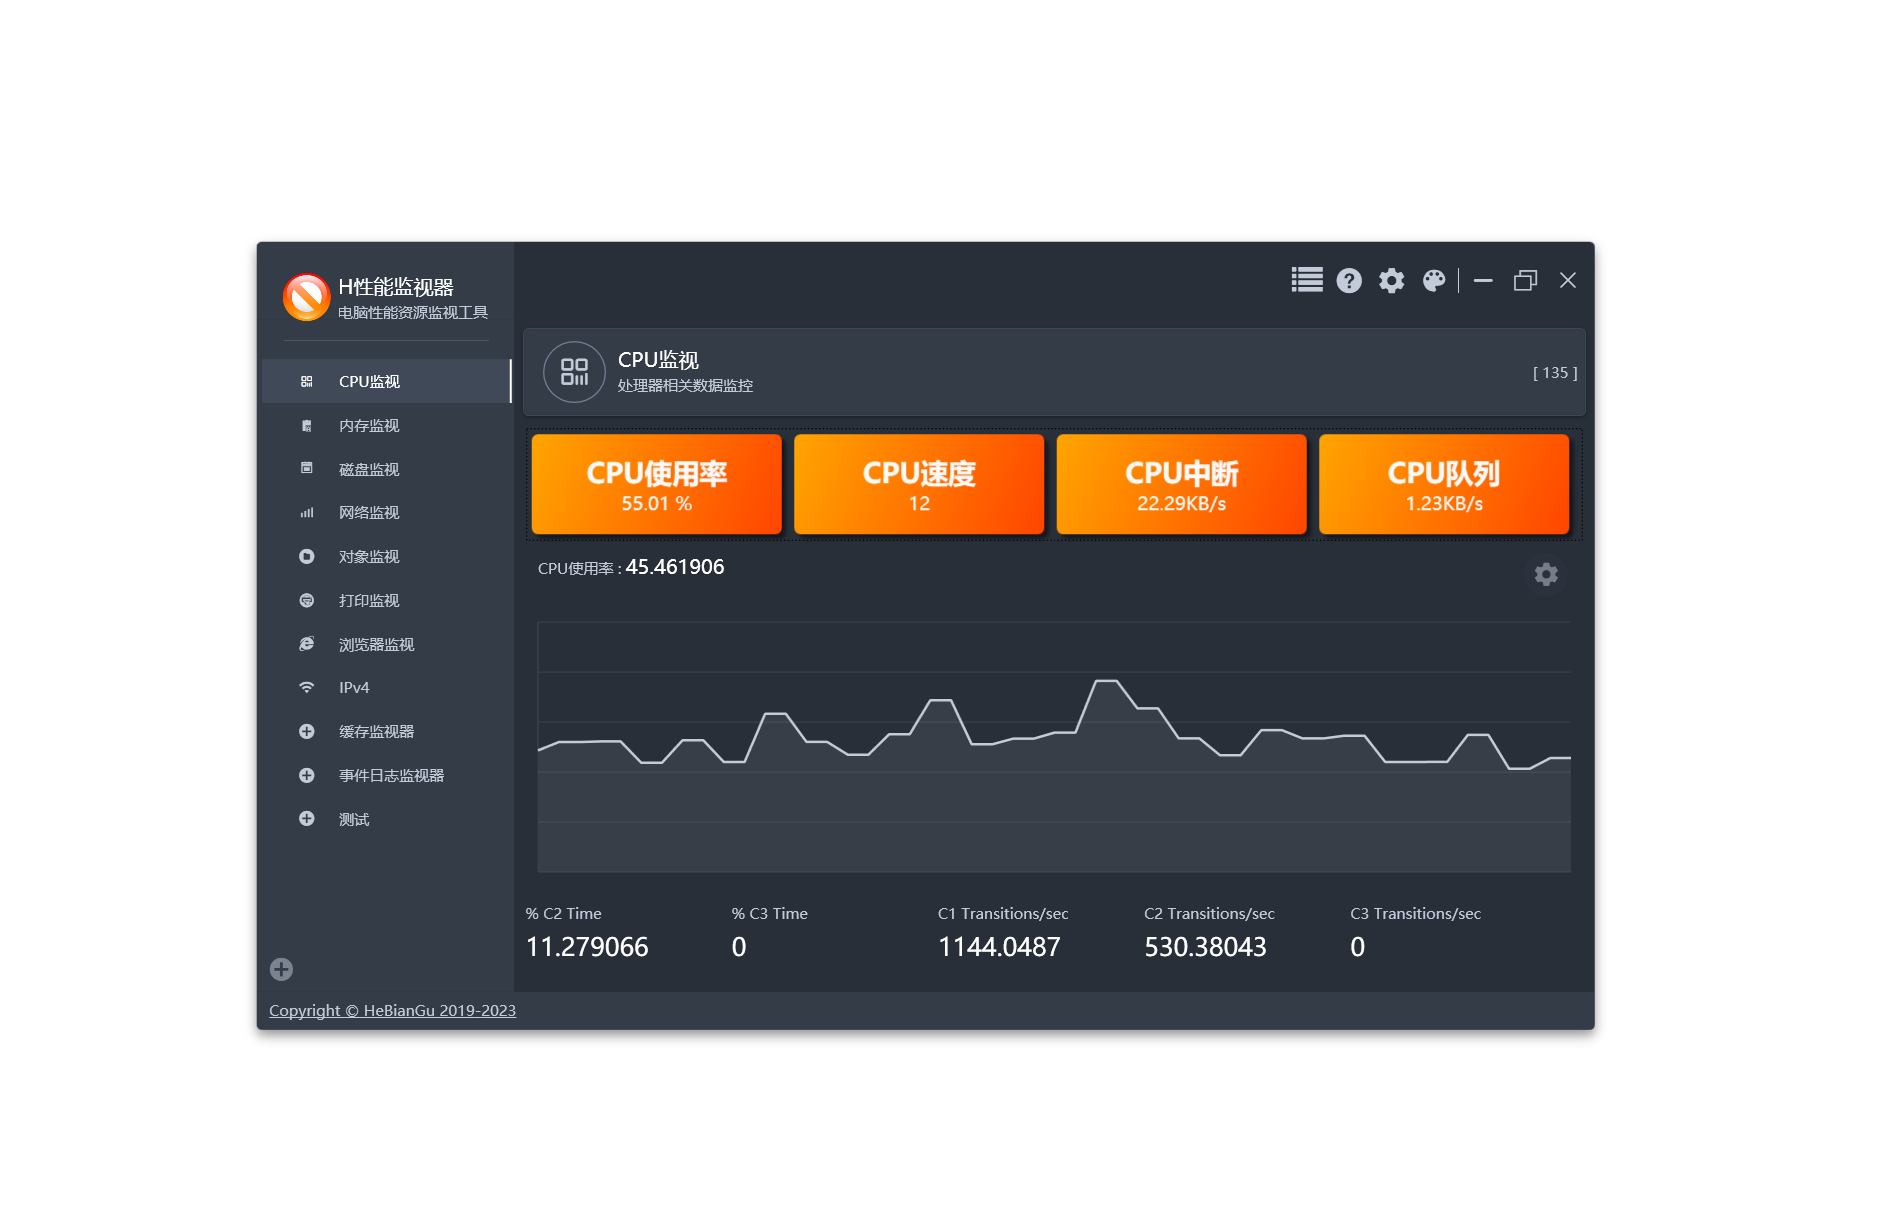 H性能监视器
电脑性能资源监视工具
CPU监视
内存监视
磁盘监视
网络监视
对象监视
打印监视
浏览器监视
IPv4
缓存监视器
事件日志监视器
测试
CPU监视
处理器相关数据监控
[ 135 ]
CPU使用率
55.01 %
CPU速度
12
CPU中断
22.29KB/s
CPU队列
1.23KB/s
CPU使用率 : 45.461906
% C2 Time
11.279066
% C3 Time
0
C1 Transitions/sec
1144.0487
C2 Transitions/sec
530.38043
C3 Transitions/sec
0
Copyright © HeBianGu 2019-2023